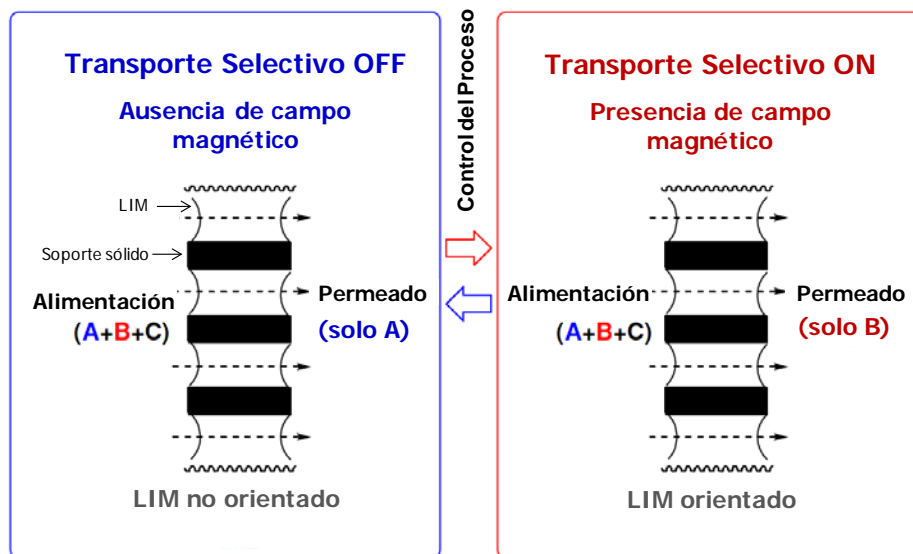 Transporte Selectivo OFF
Ausencia de campo
magnético
LIM
Soporte sólido
Alimentación
(A+B+C)
Permeado
(solo A)
LIM no orientado
Control del Proceso
Transporte Selectivo ON
Presencia de campo
magnético
Alimentación
(A+B+C)
Permeado
(solo B)
LIM orientado